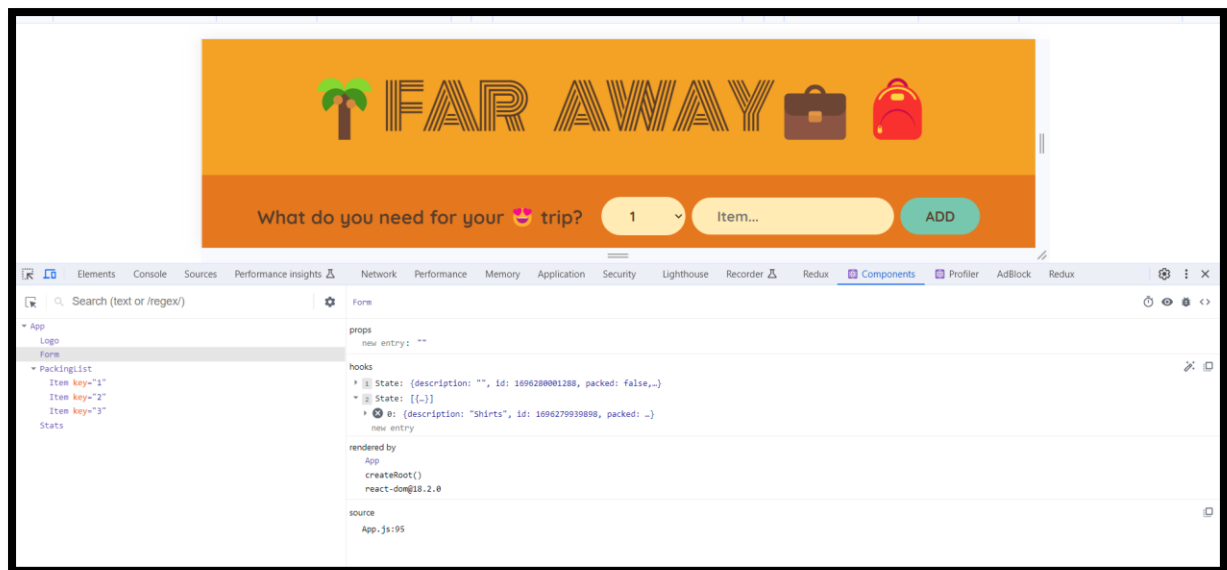 FAR AWAY
What do you need for your 😍 trip? 1 Item... ADD
Elements Console Sources Performance insights Network Performance Memory Application Security Lighthouse Recorder Redux Components Profiler AdBlock Redux
Search (text or /regex/)
Form
App
Logo
Form
PackingList
Item key="1"
Item key="2"
Item key="3"
Stats
props
new entry: ""
hooks
1 State: {description: "", id: 1696280001288, packed: false,…}
2 State: [{…}]
0: {description: "Shirts", id: 1696279939898, packed: …}
new entry
rendered by
App
createRoot()
react-dom@18.2.0
source
App.js:95